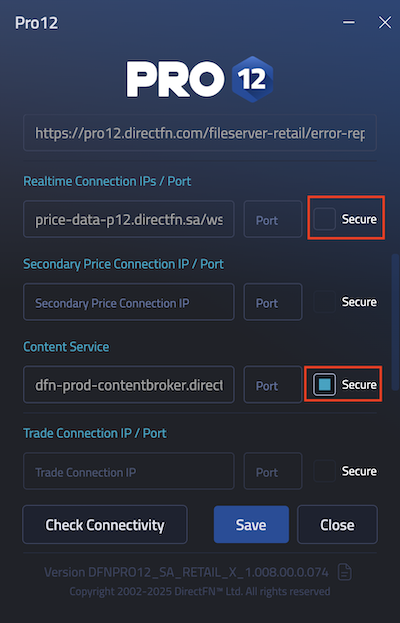 Pro12
PRO 12
https://pro12.directfn.com/fileserver-retail/error-rep
Realtime Connection IPs / Port
price-data-p12.directfn.sa/ws Port Secure
Secondary Price Connection IP / Port
Secondary Price Connection IP Port Secure
Content Service
dfn-prod-contentbroker.direct Port Secure
Trade Connection IP / Port
Trade Connection IP Port Secure
Check Connectivity Save Close
Version DFNPRO12_SA_RETAIL_X_1.008.00.0.074
Copyright 2002-2025 DirectFN™ Ltd. All rights reserved